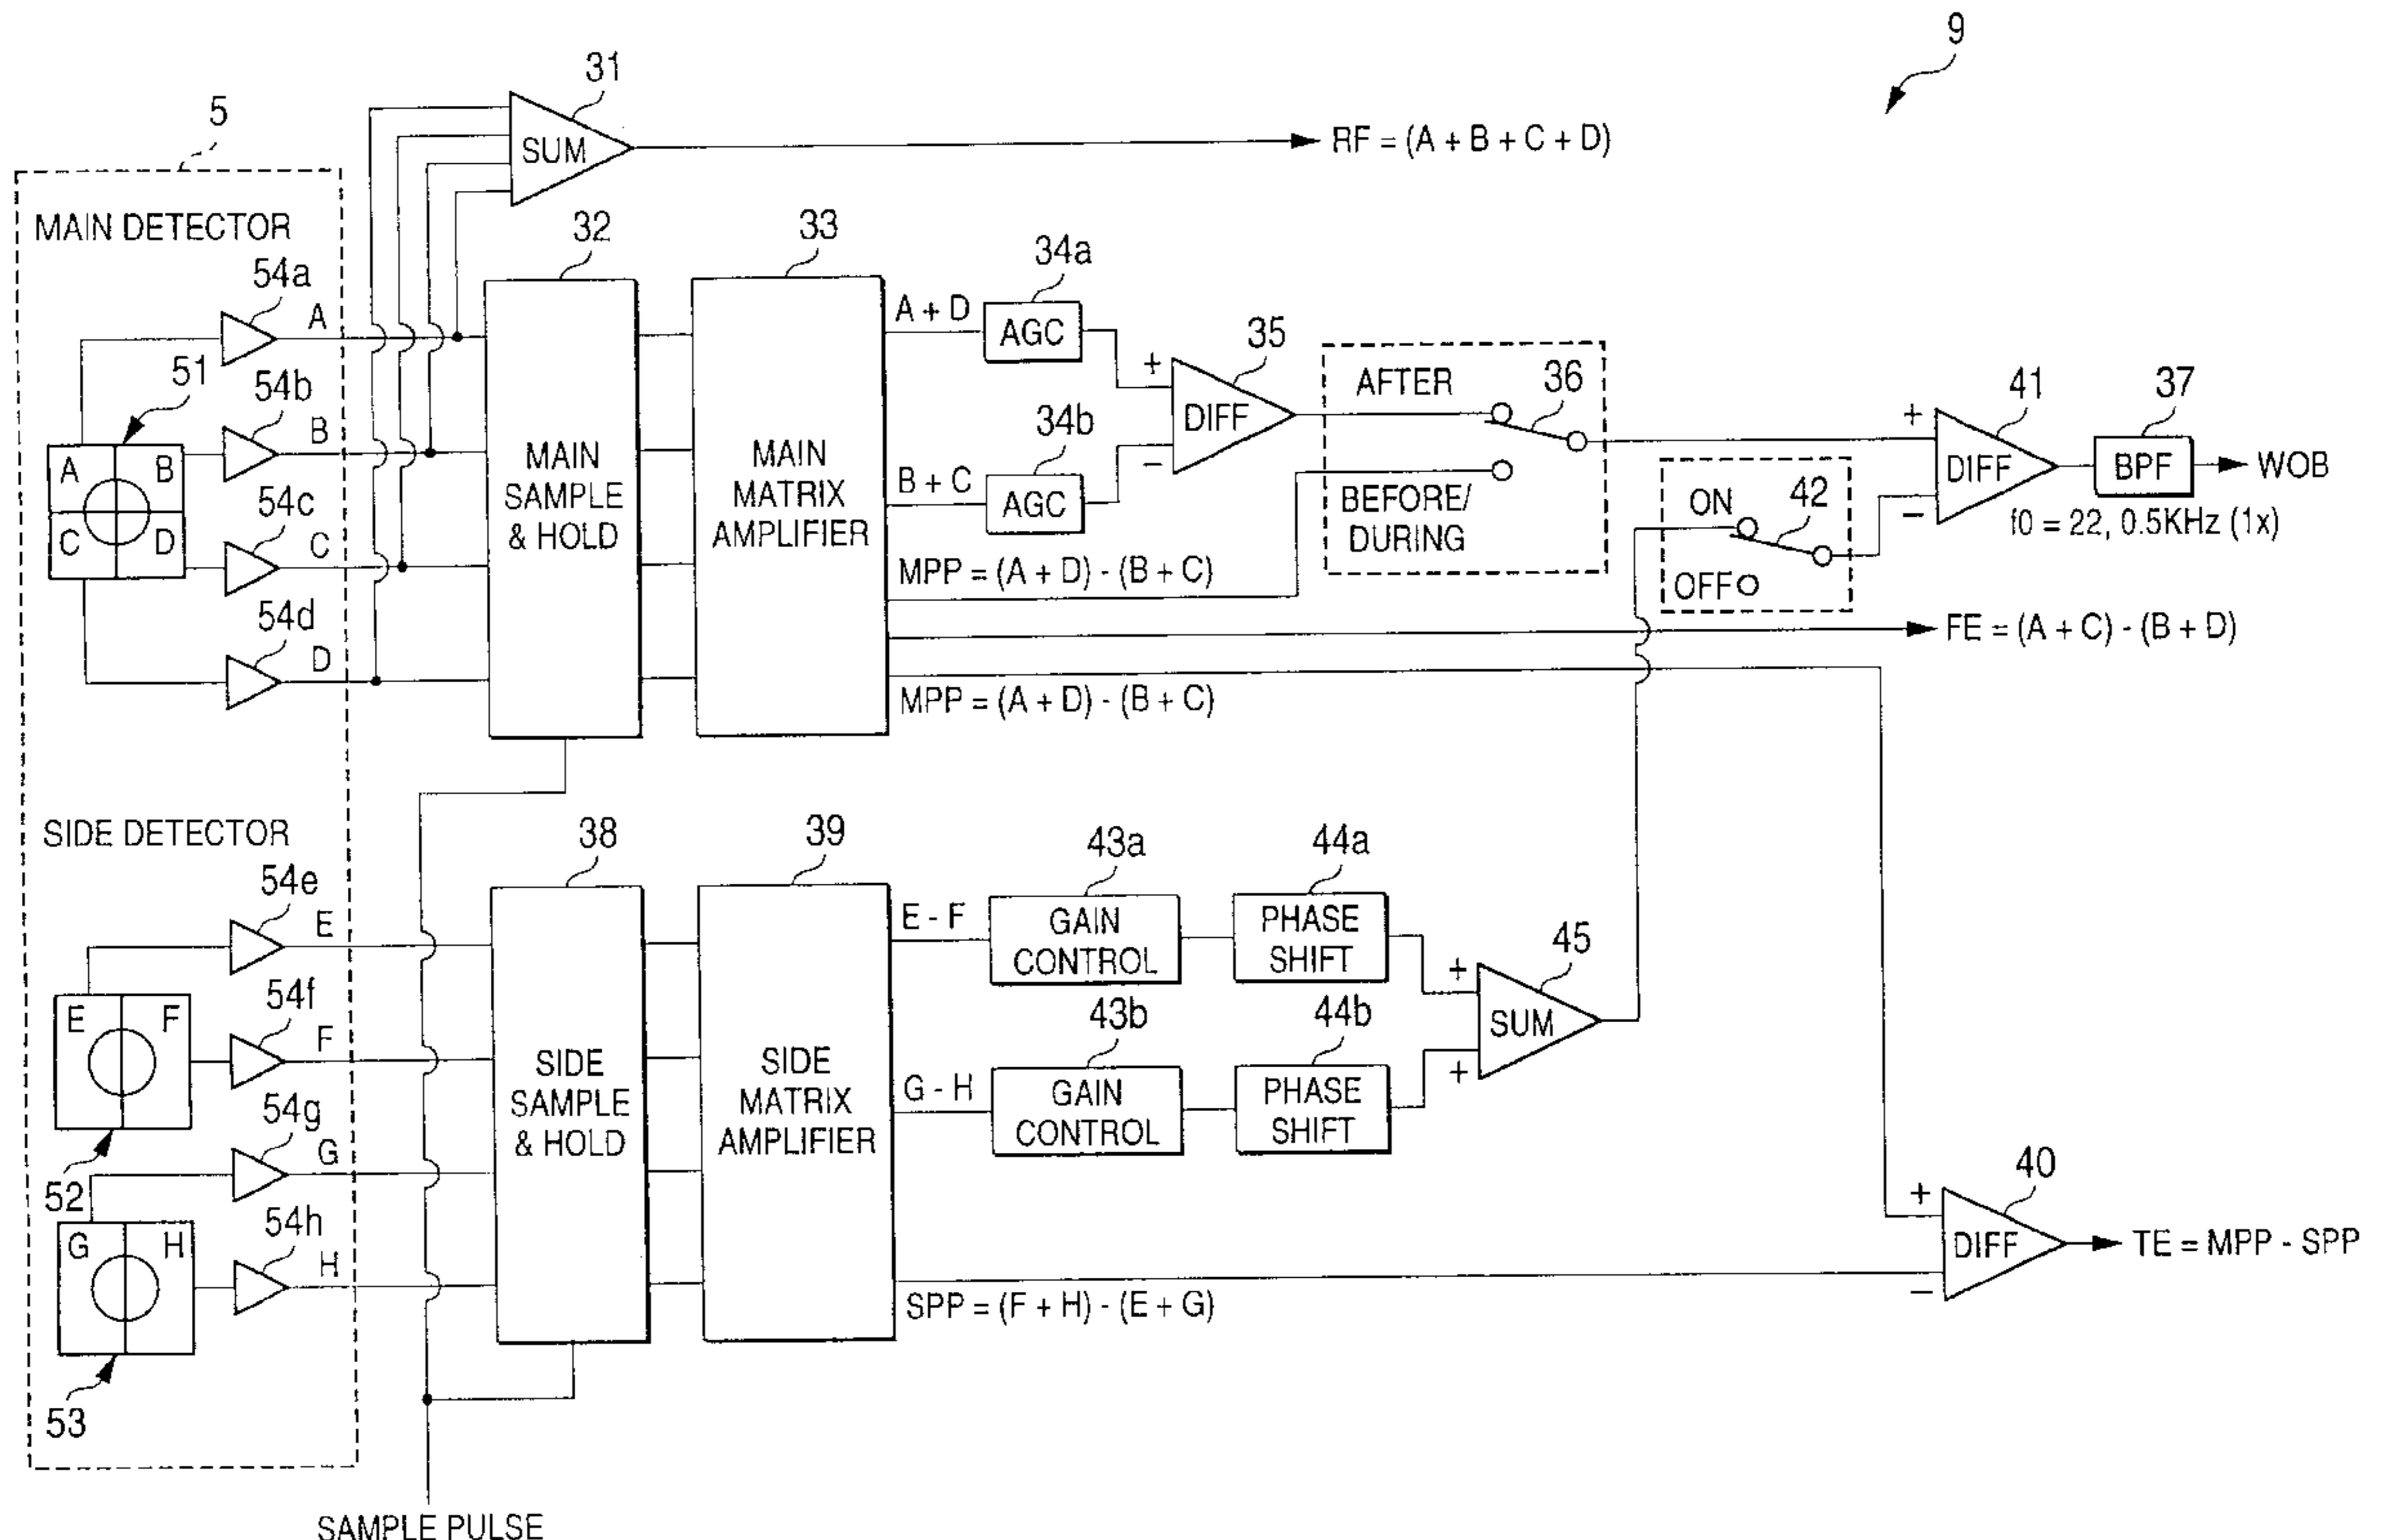 9
31
5
SUM
RF = (A + B + C + D)
MAIN DETECTOR
32
33
34a
54a
A
A + D
AGC
35
51
54b
B
+
DIFF
−
AFTER
36
41
37
34b
A
B
C
D
54c
C
MAIN
SAMPLE
& HOLD
MAIN
MATRIX
AMPLIFIER
B + C
AGC
BEFORE/
DURING
ON
42
OFF
+
DIFF
−
BPF
WOB
f0 = 22, 0.5KHz (1x)
MPP = (A + D) - (B + C)
54d
D
FE = (A + C) - (B + D)
MPP = (A + D) - (B + C)
SIDE DETECTOR
38
39
43a
44a
54e
E
E - F
GAIN
CONTROL
PHASE
SHIFT
45
E
F
54f
F
43b
44b
+
SUM
+
SIDE
SAMPLE
& HOLD
SIDE
MATRIX
AMPLIFIER
G - H
GAIN
CONTROL
PHASE
SHIFT
54g
G
52
40
G
H
54h
H
+
DIFF
−
TE = MPP - SPP
SPP = (F + H) - (E + G)
53
SAMPLE PULSE